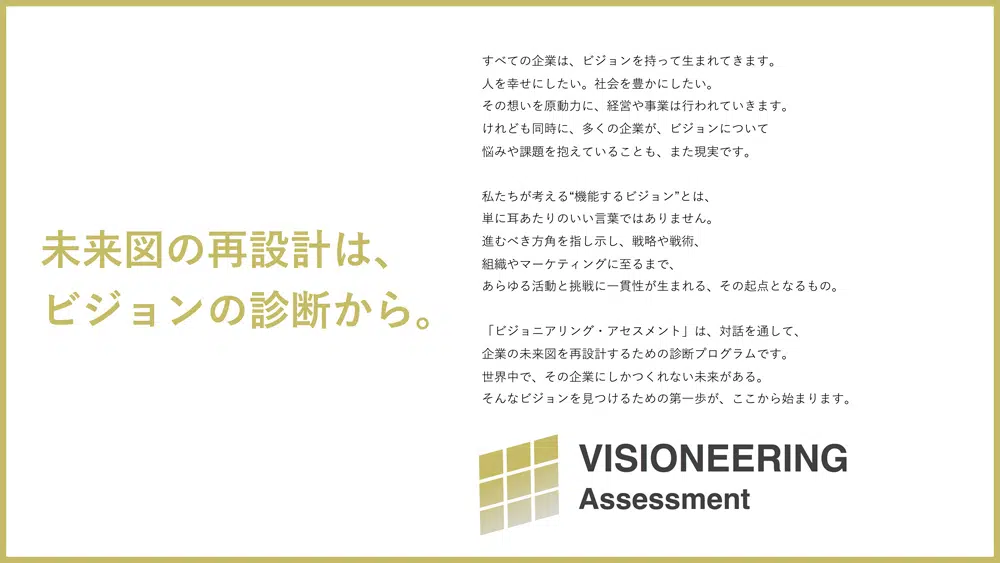 未来図の再設計は、
ビジョンの診断から。
すべての企業は、ビジョンを持って生まれてきます。
人を幸せにしたい。社会を豊かにしたい。
その想いを原動力に、経営や事業は行われていきます。
けれども同時に、多くの企業が、ビジョンについて
悩みや課題を抱えていることも、また現実です。
私たちが考える“機能するビジョン”とは、
単に耳あたりのいい言葉ではありません。
進むべき方角を指し示し、戦略や戦術、
組織やマーケティングに至るまで、
あらゆる活動と挑戦に一貫性が生まれる、その起点となるもの。
「ビジョニアリング・アセスメント」は、対話を通して、
企業の未来図を再設計するための診断プログラムです。
世界中で、その企業にしかつくれない未来がある。
そんなビジョンを見つけるための第一歩が、ここから始まります。
VISIONEERING
Assessment